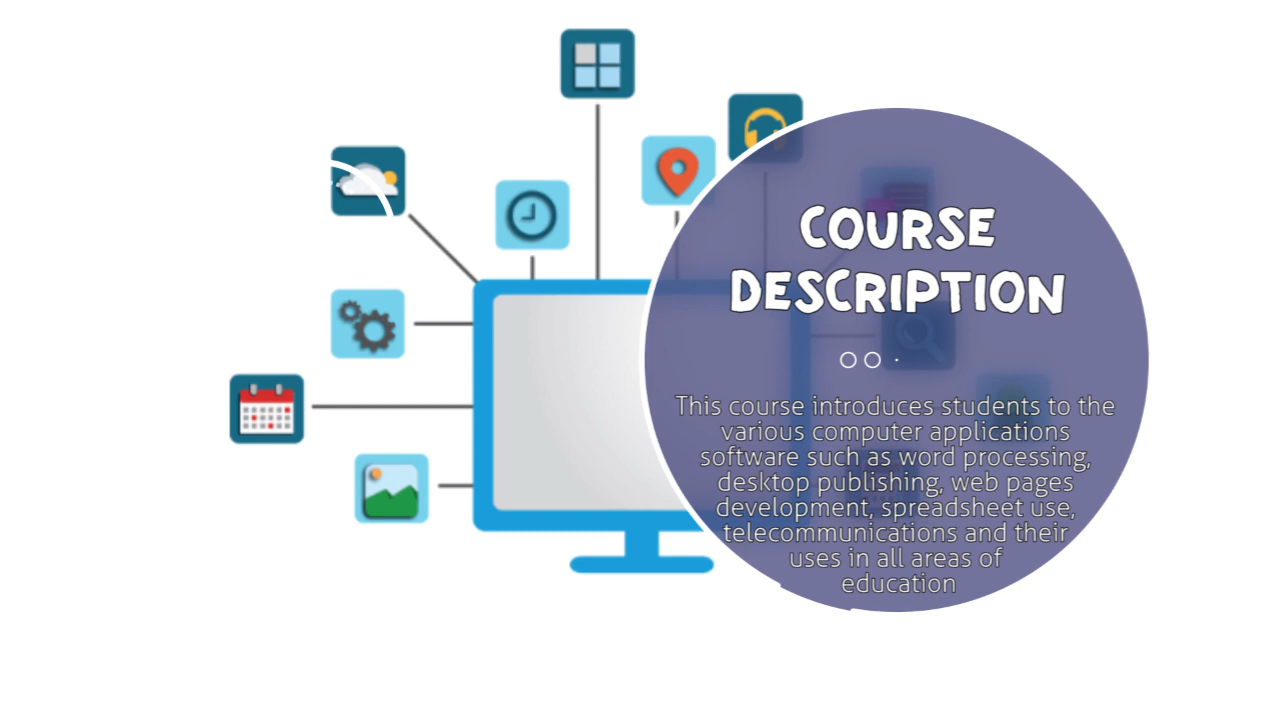 COURSE
DESCRIPTION
This course introduces students to the
various computer applications
software such as word processing,
desktop publishing, web pages
development, spreadsheet use,
telecommunications and their
uses in all areas of
education